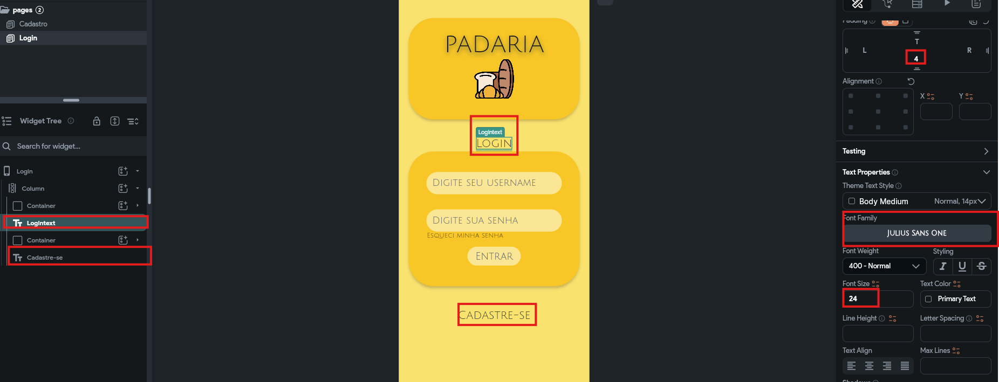 pages 2
Cadastro
Login
Widget Tree
Search for widget...
Login
Column
Container
Logintext
Container
Cadastre-se
PADARIA
Logintext
Login
Digite seu username
Digite sua senha
Esqueci minha senha
Entrar
Cadastre-se
Padding
T
L
R
4
Alignment
X
Y
Testing
Text Properties
Theme Text Style
Body Medium
Normal, 14px
Font Family
Julius Sans One
Font Weight
Styling
400 - Normal
I U S
Font Size
Text Color
24
Primary Text
Line Height
Letter Spacing
Text Align
Max Lines
Shadows